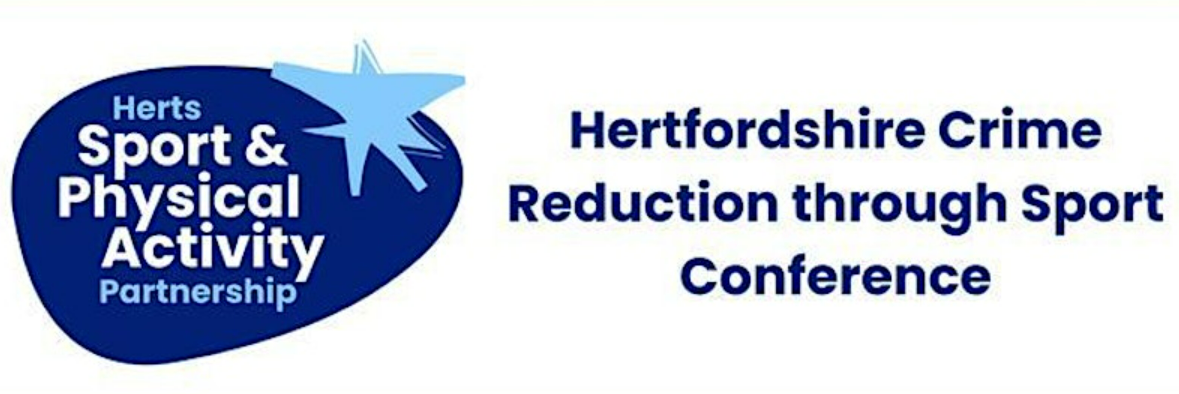 Herts
Sport &
Physical
Activity
Partnership
Hertfordshire Crime
Reduction through Sport
Conference